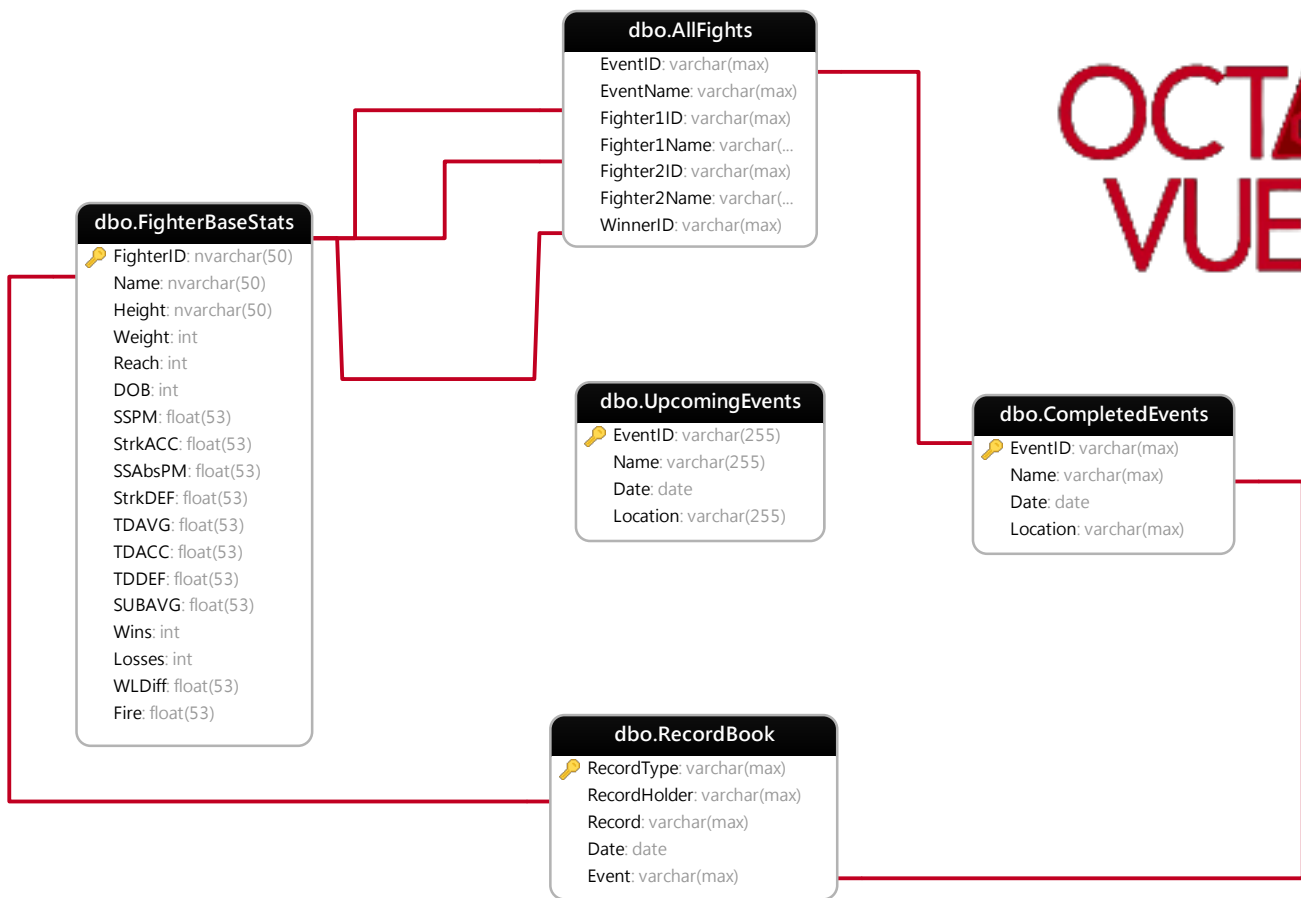 dbo.AllFights
EventID: varchar(max)
EventName: varchar(max)
Fighter1ID: varchar(max)
Fighter1Name: varchar(...
Fighter2ID: varchar(max)
Fighter2Name: varchar(...
WinnerID: varchar(max)
OCTA
VUE
dbo.FighterBaseStats
FighterID: nvarchar(50)
Name: nvarchar(50)
Height: nvarchar(50)
Weight: int
Reach: int
DOB: int
SSPM: float(53)
StrkACC: float(53)
SSAbsPM: float(53)
StrkDEF: float(53)
TDAVG: float(53)
TDACC: float(53)
TDDEF: float(53)
SUBAVG: float(53)
Wins: int
Losses: int
WLDiff: float(53)
Fire: float(53)
dbo.UpcomingEvents
EventID: varchar(255)
Name: varchar(255)
Date: date
Location: varchar(255)
dbo.CompletedEvents
EventID: varchar(max)
Name: varchar(max)
Date: date
Location: varchar(max)
dbo.RecordBook
RecordType: varchar(max)
RecordHolder: varchar(max)
Record: varchar(max)
Date: date
Event: varchar(max)